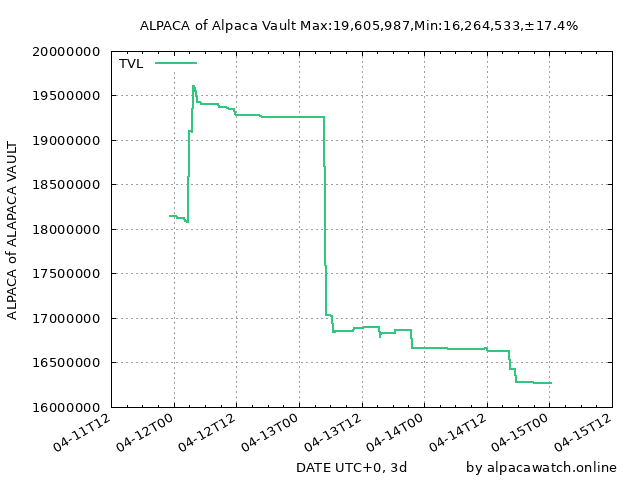 ALPACA of Alpaca Vault Max:19,605,987,Min:16,264,533,±17.4%
TVL
20000000
19500000
19000000
18500000
18000000
17500000
17000000
16500000
16000000
ALPACA of ALAPACA VAULT
04-11T12
04-12T00
04-12T12
04-13T00
04-13T12
04-14T00
04-14T12
04-15T00
04-15T12
DATE UTC+0, 3d
by alpacawatch.online